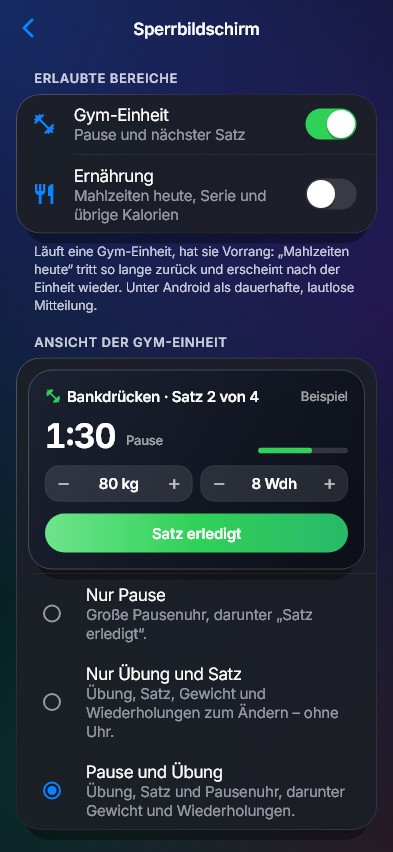 Sperrbildschirm
ERLAUBTE BEREICHE
Gym-Einheit
Pause und nächster Satz
Ernährung
Mahlzeiten heute, Serie und
übrige Kalorien
Läuft eine Gym-Einheit, hat sie Vorrang: „Mahlzeiten
heute“ tritt so lange zurück und erscheint nach der
Einheit wieder. Unter Android als dauerhafte, lautlose
Mitteilung.
ANSICHT DER GYM-EINHEIT
Bankdrücken · Satz 2 von 4
Beispiel
1:30 Pause
− 80 kg + − 8 Wdh +
Satz erledigt
Nur Pause
Große Pausenuhr, darunter „Satz
erledigt“.
Nur Übung und Satz
Übung, Satz, Gewicht und
Wiederholungen zum Ändern – ohne
Uhr.
Pause und Übung
Übung, Satz und Pausenuhr, darunter
Gewicht und Wiederholungen.